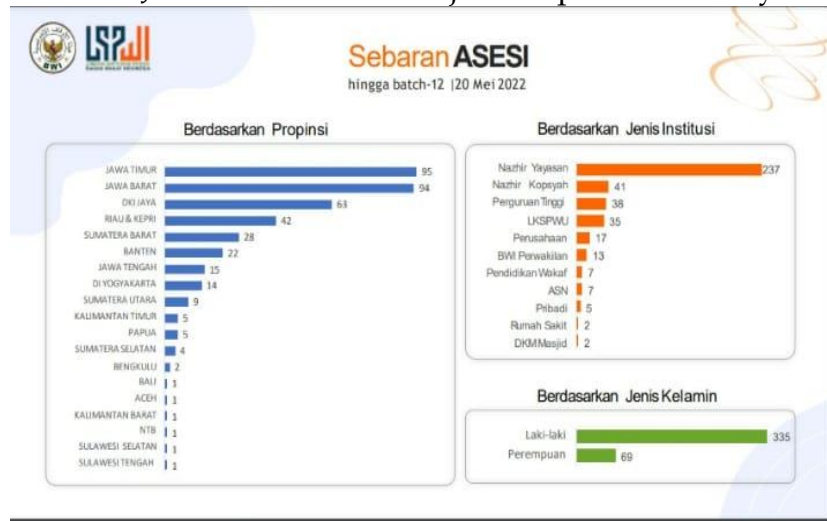 BWI
LSP
Sebaran ASESI
hingga batch-12 |20 Mei 2022
Berdasarkan Propinsi
JAWA TIMUR 95
JAWA BARAT 94
DKI JAYA 63
RIAU & KEPRI 42
SUMATERA BARAT 28
BANTEN 22
JAWA TENGAH 15
DI YOGYAKARTA 14
SUMATERA UTARA 9
KALIMANTAN TIMUR 5
PAPUA 5
SUMATERA SELATAN 4
BENGKULU 2
BALI 1
ACEH 1
KALIMANTAN BARAT 1
NTB 1
SULAWESI SELATAN 1
SULAWESI TENGAH 1
Berdasarkan Jenis Institusi
Nazhir Yayasan 237
Nazhir Kopsyah 41
Perguruan Tinggi 38
LKSPWU 35
Perusahaan 17
BWI Perwakilan 13
Pendidikan Wakaf 7
ASN 7
Pribadi 5
Rumah Sakit 2
DKM Masjid 2
Berdasarkan Jenis Kelamin
Laki-laki 335
Perempuan 69